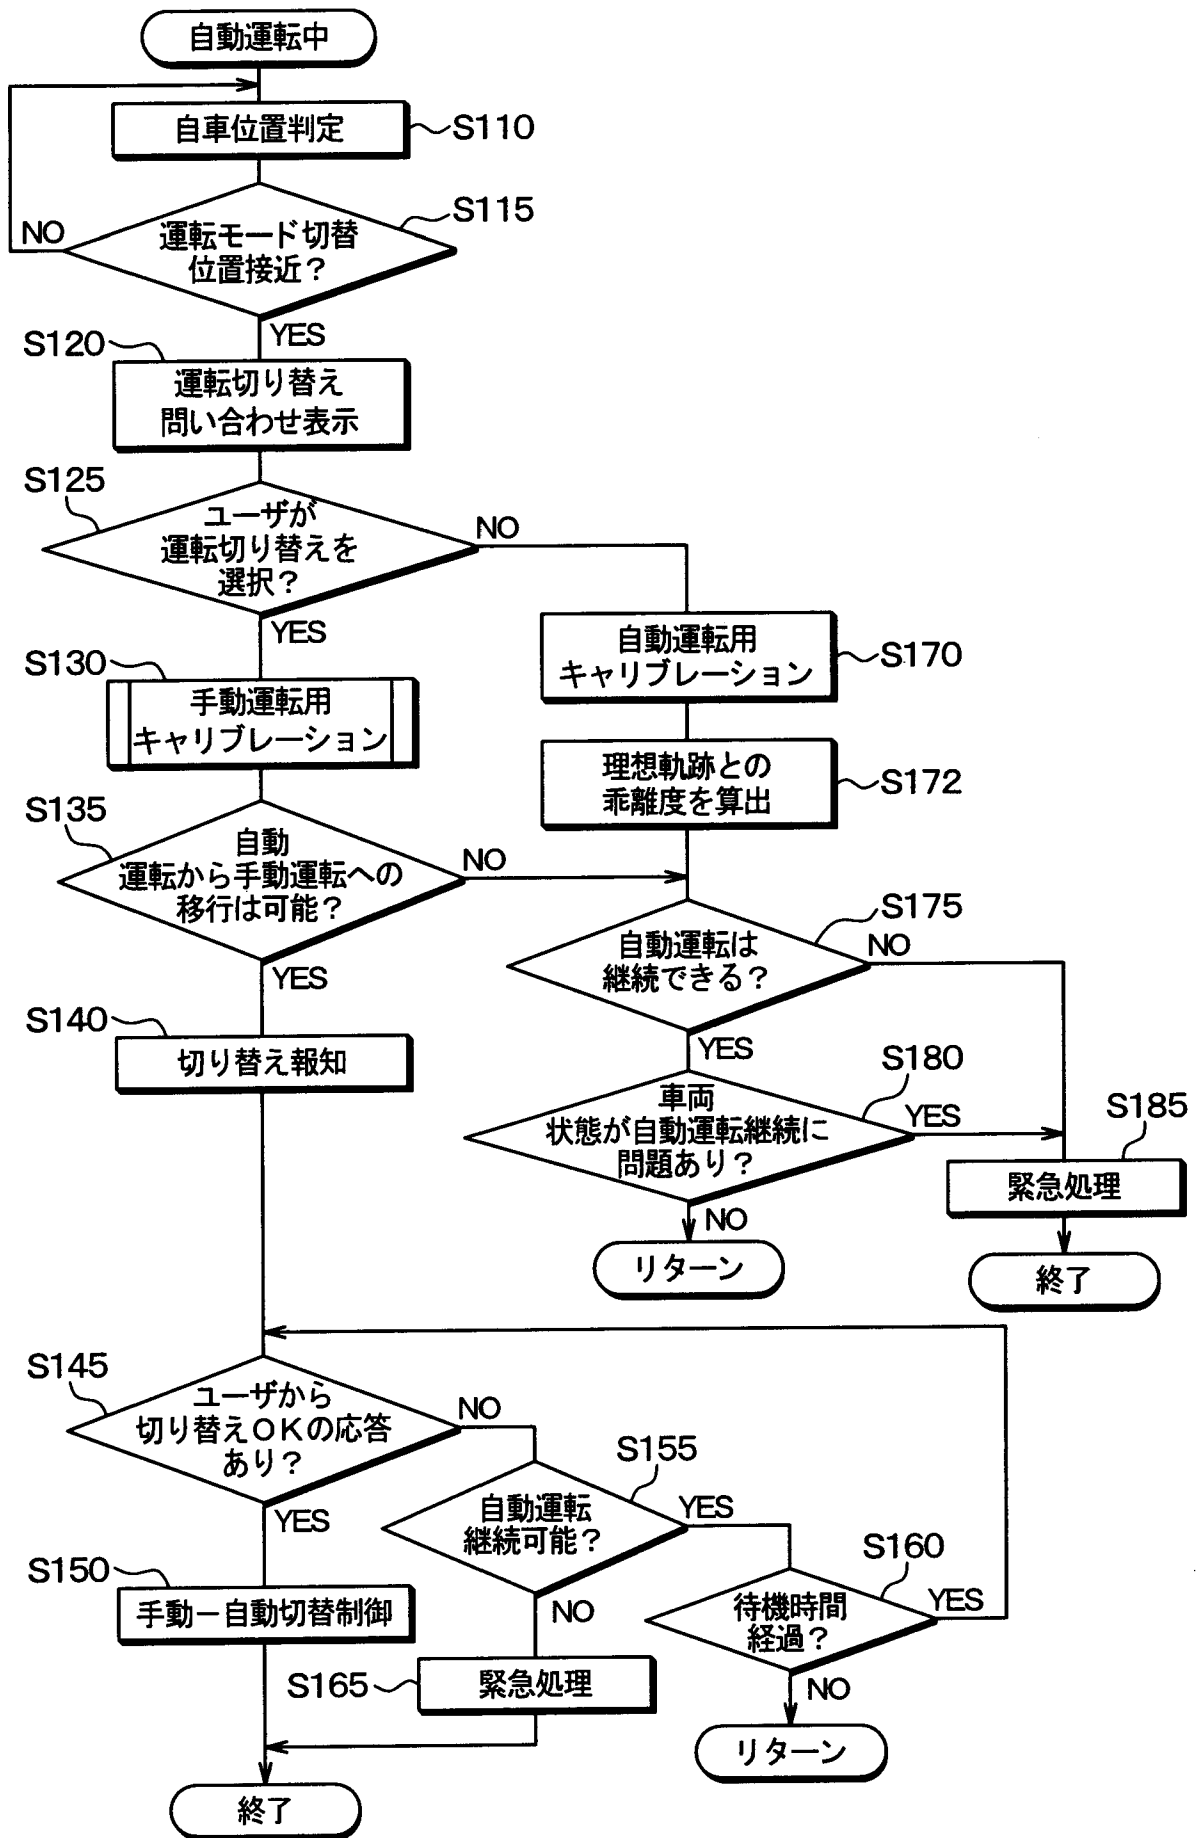 自動運転中
自車位置判定
S110
S115
運転モード切替
位置接近?
NO
YES
S120
運転切り替え
問い合わせ表示
S125
ユーザが
運転切り替えを
選択?
NO
YES
S130
手動運転用
キャリブレーション
自動運転用
キャリブレーション
S170
理想軌跡との
乖離度を算出
S172
S135
自動
運転から手動運転への
移行は可能?
NO
YES
S175
自動運転は
継続できる?
NO
YES
S140
切り替え報知
S180
車両
状態が自動運転継続に
問題あり?
YES
NO
S185
緊急処理
リターン
終了
S145
ユーザから
切り替えOKの応答
あり?
NO
YES
S155
自動運転
継続可能?
YES
NO
S160
待機時間
経過?
YES
NO
S150
手動-自動切替制御
S165
緊急処理
リターン
終了